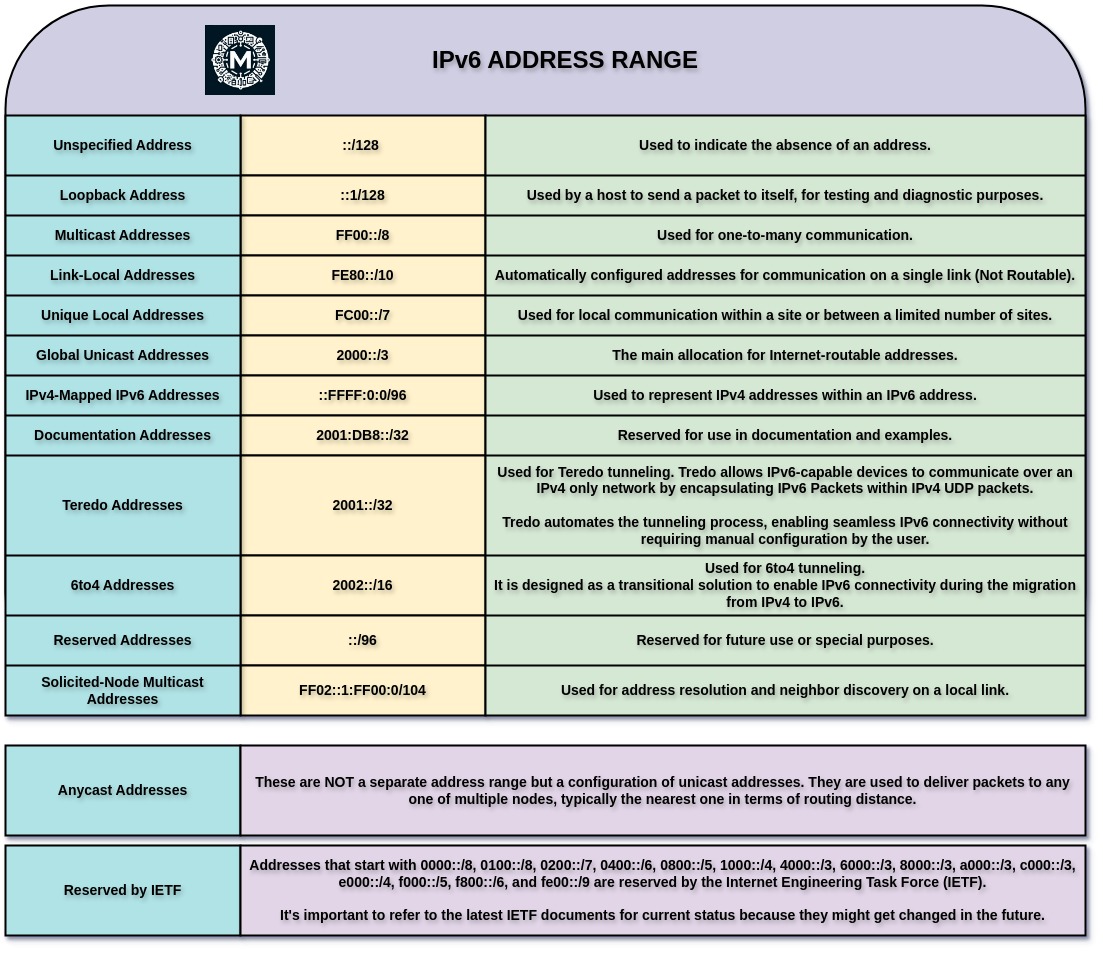 M
IPv6 ADDRESS RANGE
Unspecified Address
::/128
Used to indicate the absence of an address.
Loopback Address
::1/128
Used by a host to send a packet to itself, for testing and diagnostic purposes.
Multicast Addresses
FF00::/8
Used for one-to-many communication.
Link-Local Addresses
FE80::/10
Automatically configured addresses for communication on a single link (Not Routable).
Unique Local Addresses
FC00::/7
Used for local communication within a site or between a limited number of sites.
Global Unicast Addresses
2000::/3
The main allocation for Internet-routable addresses.
IPv4-Mapped IPv6 Addresses
::FFFF:0:0/96
Used to represent IPv4 addresses within an IPv6 address.
Documentation Addresses
2001:DB8::/32
Reserved for use in documentation and examples.
Teredo Addresses
2001::/32
Used for Teredo tunneling. Tredo allows IPv6-capable devices to communicate over an
IPv4 only network by encapsulating IPv6 Packets within IPv4 UDP packets.
Tredo automates the tunneling process, enabling seamless IPv6 connectivity without
requiring manual configuration by the user.
6to4 Addresses
2002::/16
Used for 6to4 tunneling.
It is designed as a transitional solution to enable IPv6 connectivity during the migration
from IPv4 to IPv6.
Reserved Addresses
::/96
Reserved for future use or special purposes.
Solicited-Node Multicast
Addresses
FF02::1:FF00:0/104
Used for address resolution and neighbor discovery on a local link.
Anycast Addresses
These are NOT a separate address range but a configuration of unicast addresses. They are used to deliver packets to any
one of multiple nodes, typically the nearest one in terms of routing distance.
Reserved by IETF
Addresses that start with 0000::/8, 0100::/8, 0200::/7, 0400::/6, 0800::/5, 1000::/4, 4000::/3, 6000::/3, 8000::/3, a000::/3, c000::/3,
e000::/4, f000::/5, f800::/6, and fe00::/9 are reserved by the Internet Engineering Task Force (IETF).
It's important to refer to the latest IETF documents for current status because they might get changed in the future.